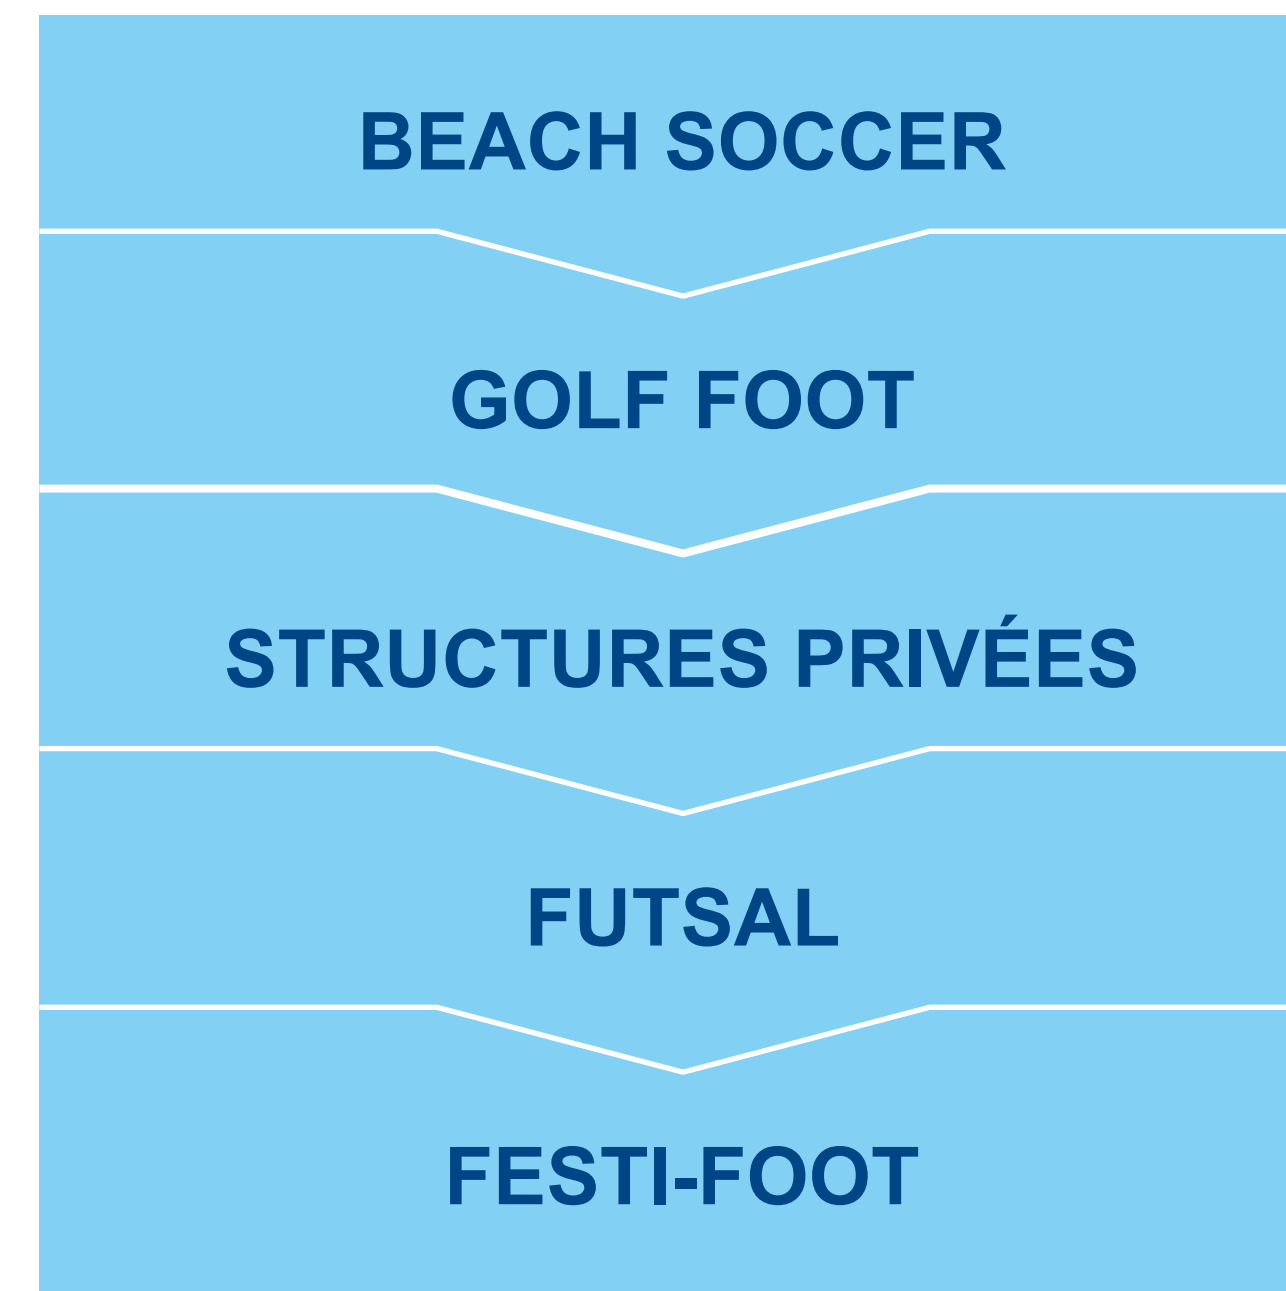 BEACH SOCCER
GOLF FOOT
STRUCTURES PRIVÉES
FUTSAL
FESTI-FOOT